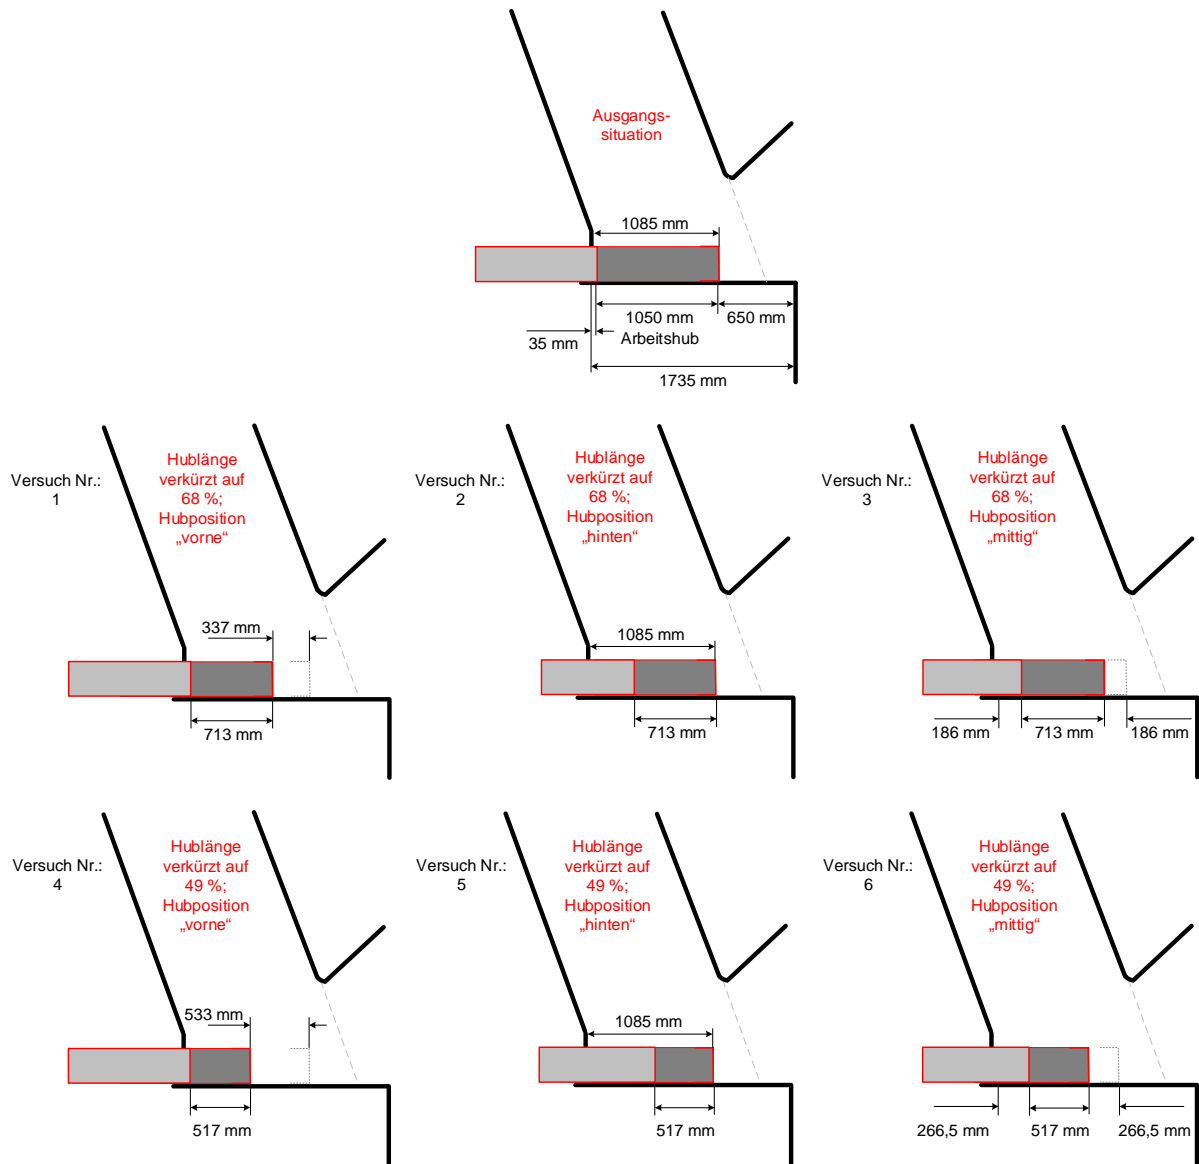 Ausgangs-
situation
1085 mm
1050 mm
650 mm
35 mm
Arbeitshub
1735 mm
Versuch Nr.:
1
Hublänge
verkürzt auf
68 %;
Hubposition
„vorne“
337 mm
713 mm
Versuch Nr.:
2
Hublänge
verkürzt auf
68 %;
Hubposition
„hinten“
1085 mm
713 mm
Versuch Nr.:
3
Hublänge
verkürzt auf
68 %;
Hubposition
„mittig“
186 mm
713 mm
186 mm
Versuch Nr.:
4
Hublänge
verkürzt auf
49 %;
Hubposition
„vorne“
533 mm
517 mm
Versuch Nr.:
5
Hublänge
verkürzt auf
49 %;
Hubposition
„hinten“
1085 mm
517 mm
Versuch Nr.:
6
Hublänge
verkürzt auf
49 %;
Hubposition
„mittig“
266,5 mm
517 mm
266,5 mm